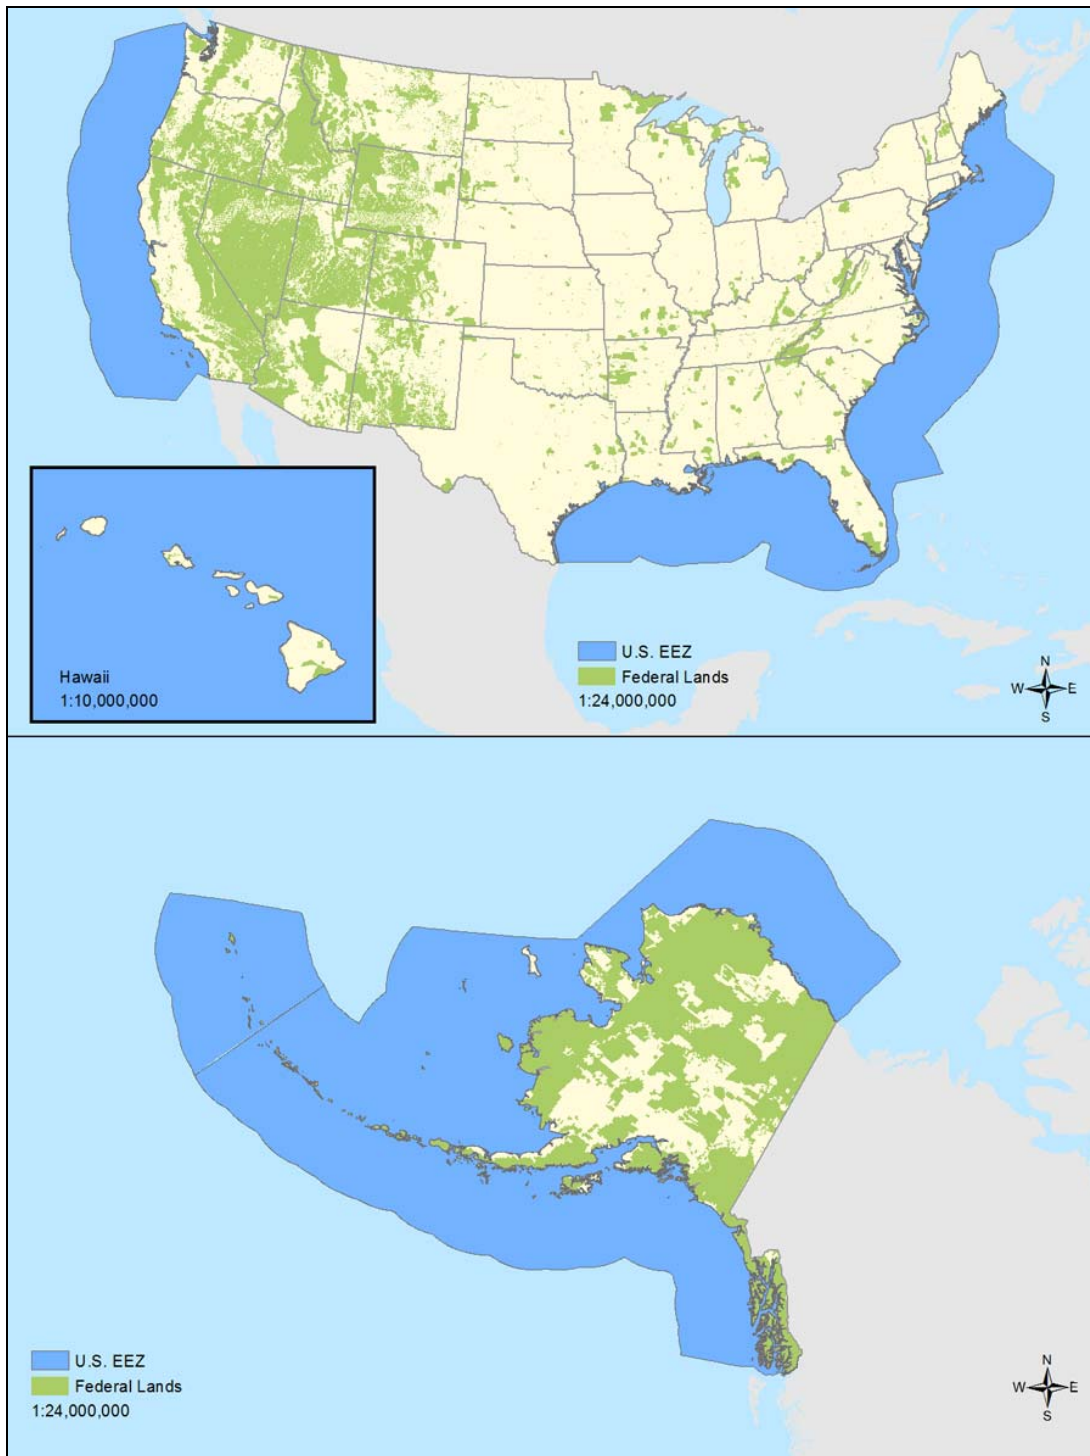 Hawaii
1:10,000,000
U.S. EEZ
Federal Lands
1:24,000,000
N
W E
S
U.S. EEZ
Federal Lands
1:24,000,000
N
W E
S